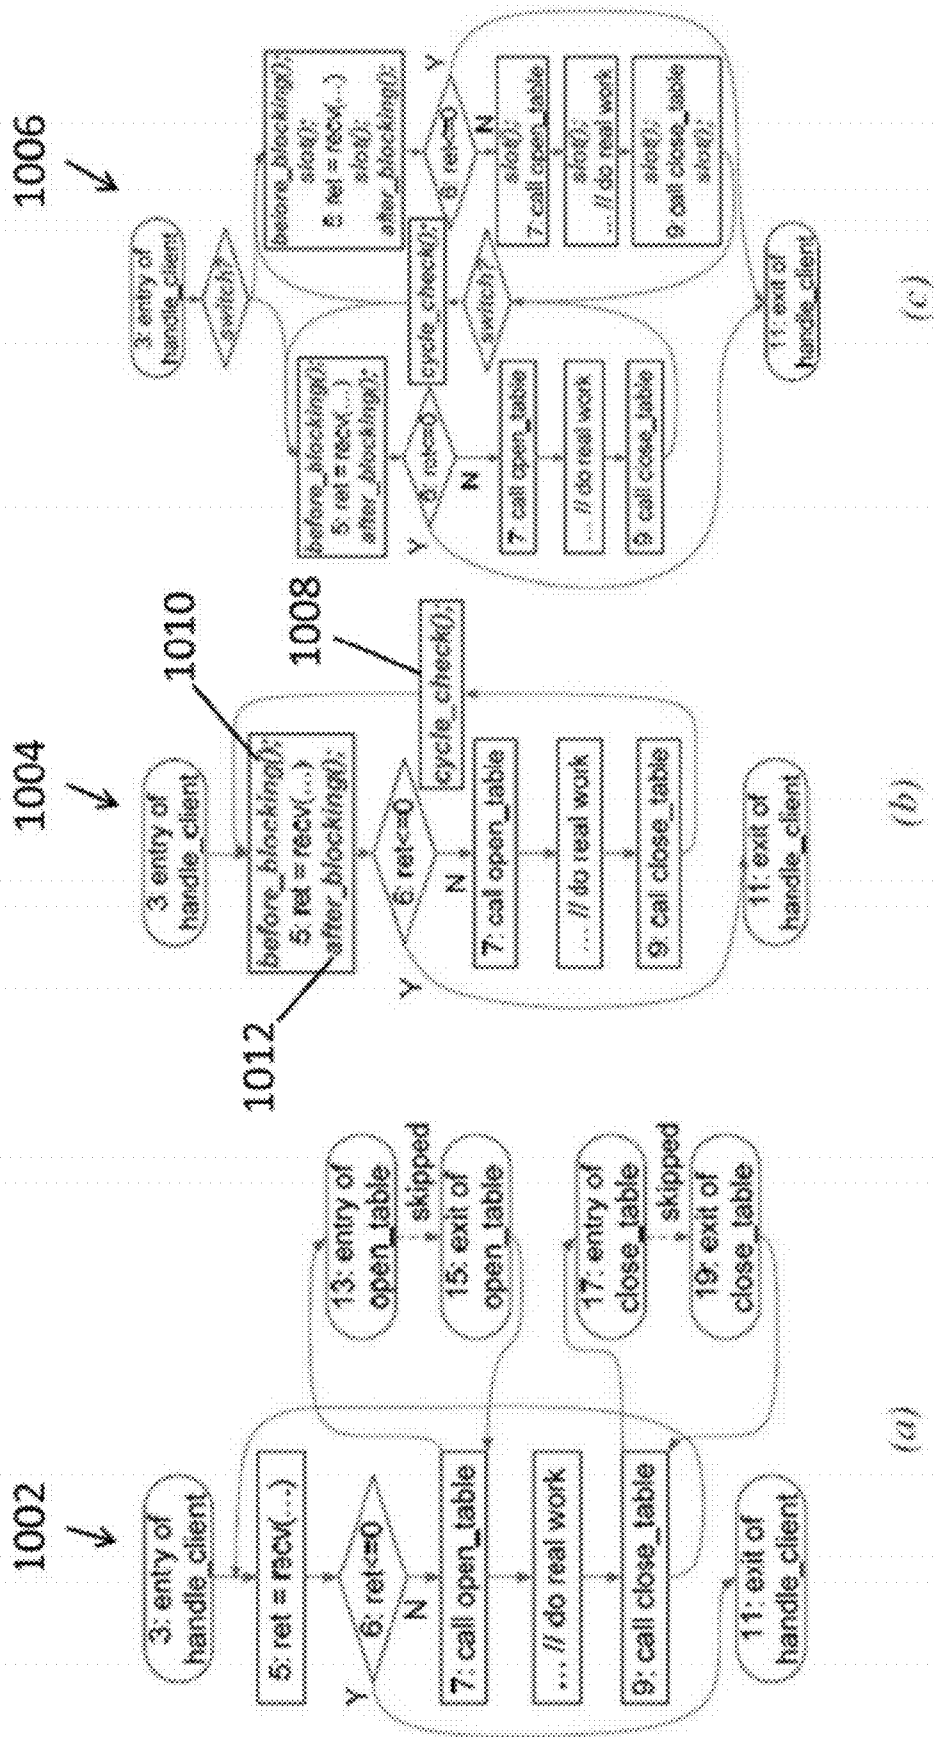 1002
3: entry of
handle_client
5: ret = recv(...)
6: ret<=0
Y
N
7: call open_table
... // do real work
9: call close_table
11: exit of
handle_client
13: entry of
open_table
skipped
15: exit of
open_table
17: entry of
close_table
skipped
19: exit of
close_table
(a)
1004
3 entry of
handle_client
1010
before_blocking();
5: ret = recv(...)
after_blocking();
1012
6: ret<=0
Y
N
1008
cycle_check();
7: call open_table
... // do real work
9: call close_table
11: exit of
handle_client
(b)
1006
3: entry of
handle_client
switch?
before_blocking();
5 ret = recv(...)
after_blocking();
6 ret<=0
Y
N
7 call open_table
... // do real work
9 call close_table
cycle_check();
switch?
before_blocking();
slot();
5 ret = recv(...)
slot();
after_blocking();
6 ret<=0
Y
N
slot();
7 call open_table
slot();
... // do real work
slot();
9 call close_table
slot();
11: exit of
handle_client
(c)